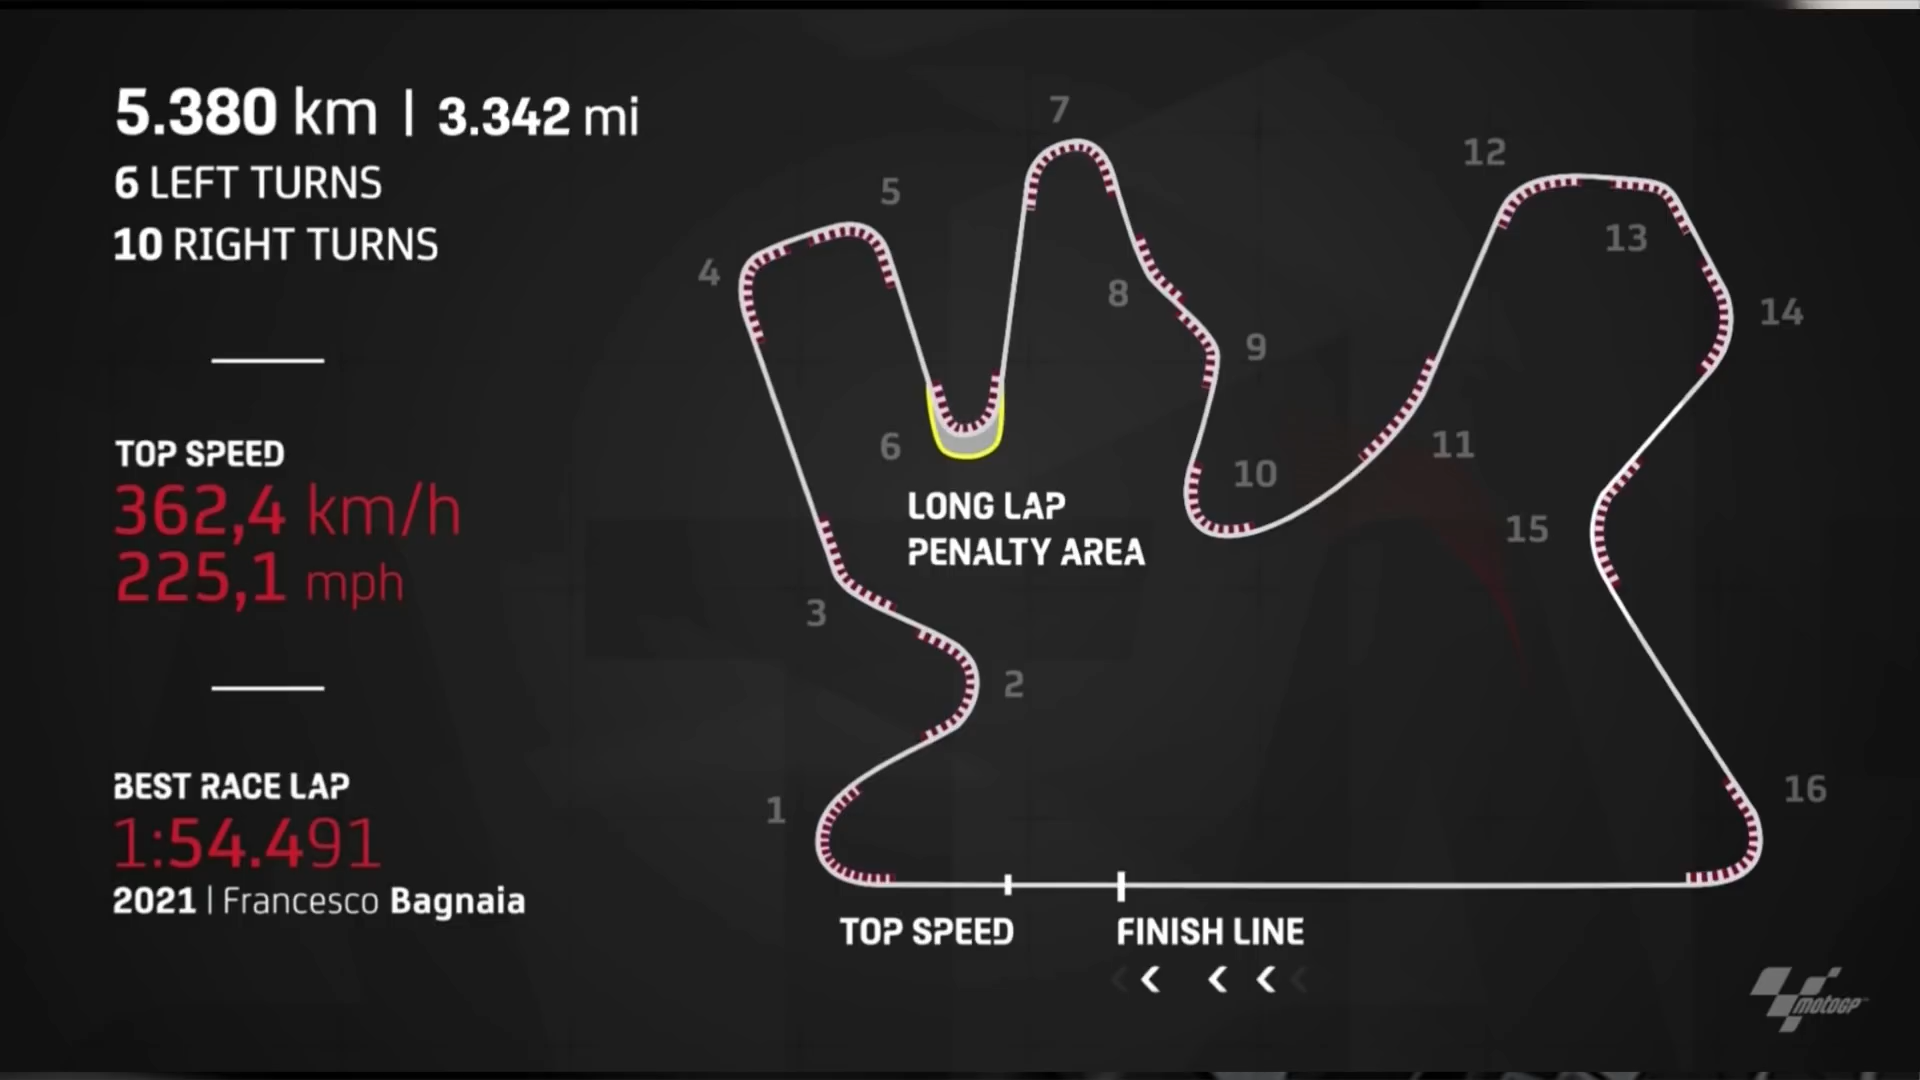 5.380 km | 3.342 mi
6 LEFT TURNS
10 RIGHT TURNS
TOP SPEED
362,4 km/h
225,1 mph
BEST RACE LAP
1:54.491
2021 | Francesco Bagnaia
7
12
5
13
4
8
14
9
6
11
10
LONG LAP
PENALTY AREA
15
3
2
1
16
TOP SPEED
FINISH LINE
motoGP™